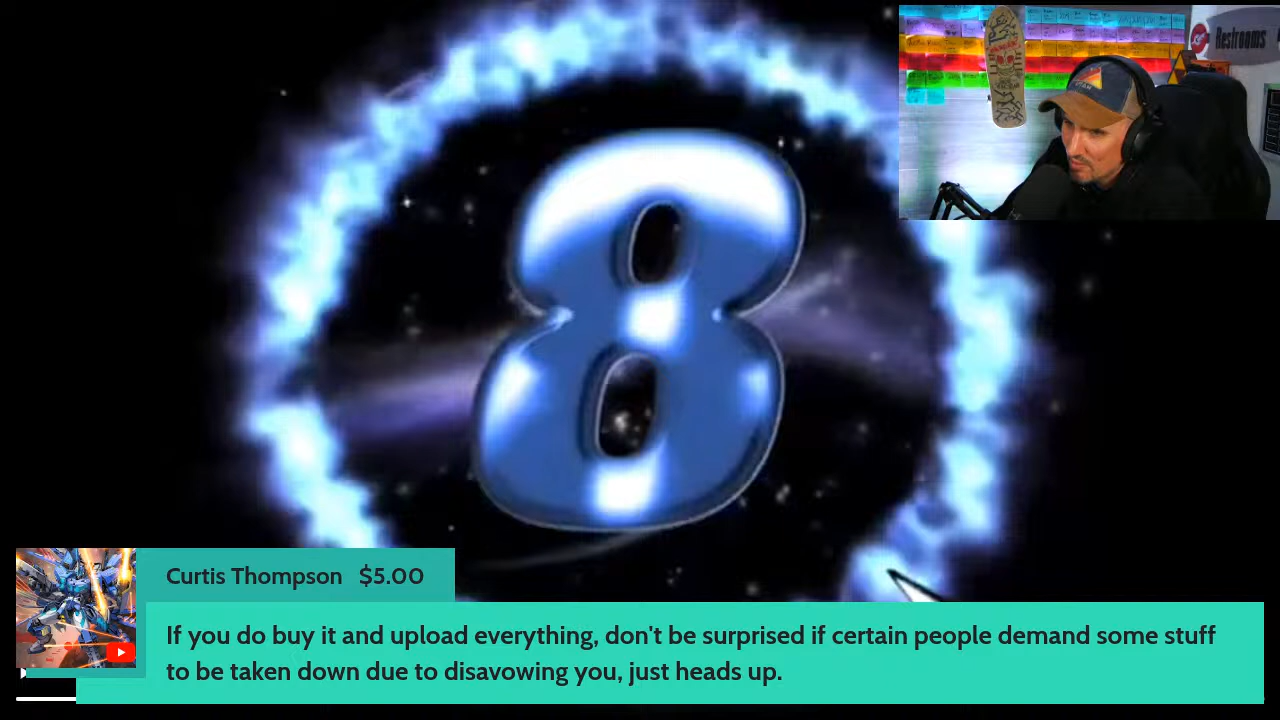 Restrooms
8
Curtis Thompson $5.00
If you do buy it and upload everything, don't be surprised if certain people demand some stuff
to be taken down due to disavowing you, just heads up.